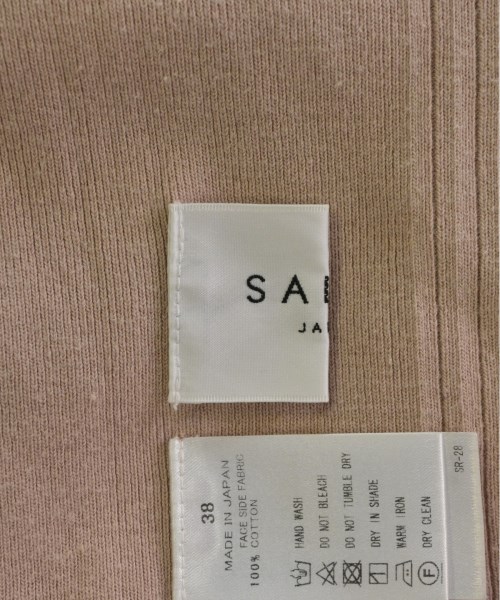 SA
JA
38
MADE IN JAPAN
FACE SIDE FABRIC
100% COTTON
HAND WASH
DO NOT BLEACH
DO NOT TUMBLE DRY
DRY IN SHADE
WARM IRON
DRY CLEAN
F
SR-28